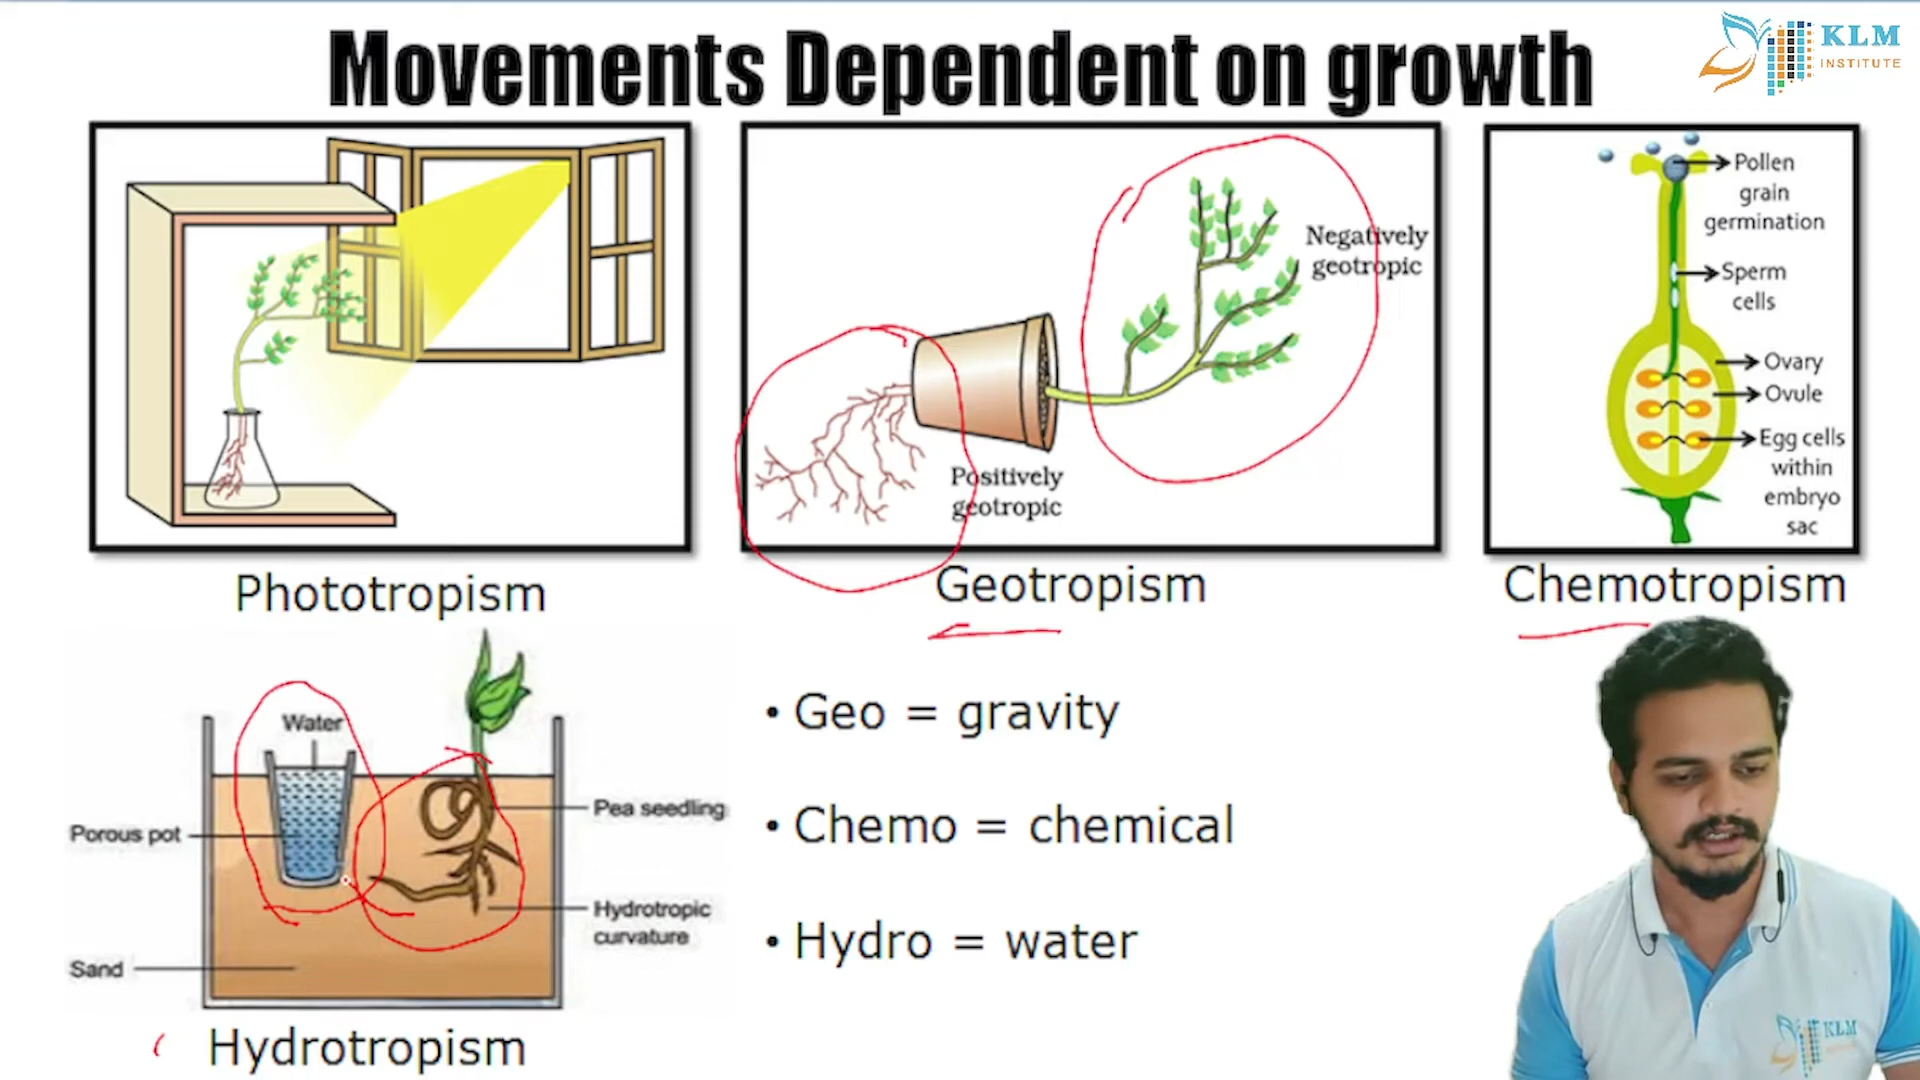 Movements Dependent on growth
KLM
INSTITUTE
Negatively
geotropic
Positively
geotropic
Pollen
grain
germination
Sperm
cells
Ovary
Ovule
Egg cells
within
embryo
sac
Phototropism
Geotropism
Chemotropism
Water
Porous pot
Pea seedling
Hydrotropic
curvature
Sand
Hydrotropism
• Geo = gravity
• Chemo = chemical
• Hydro = water
KLM